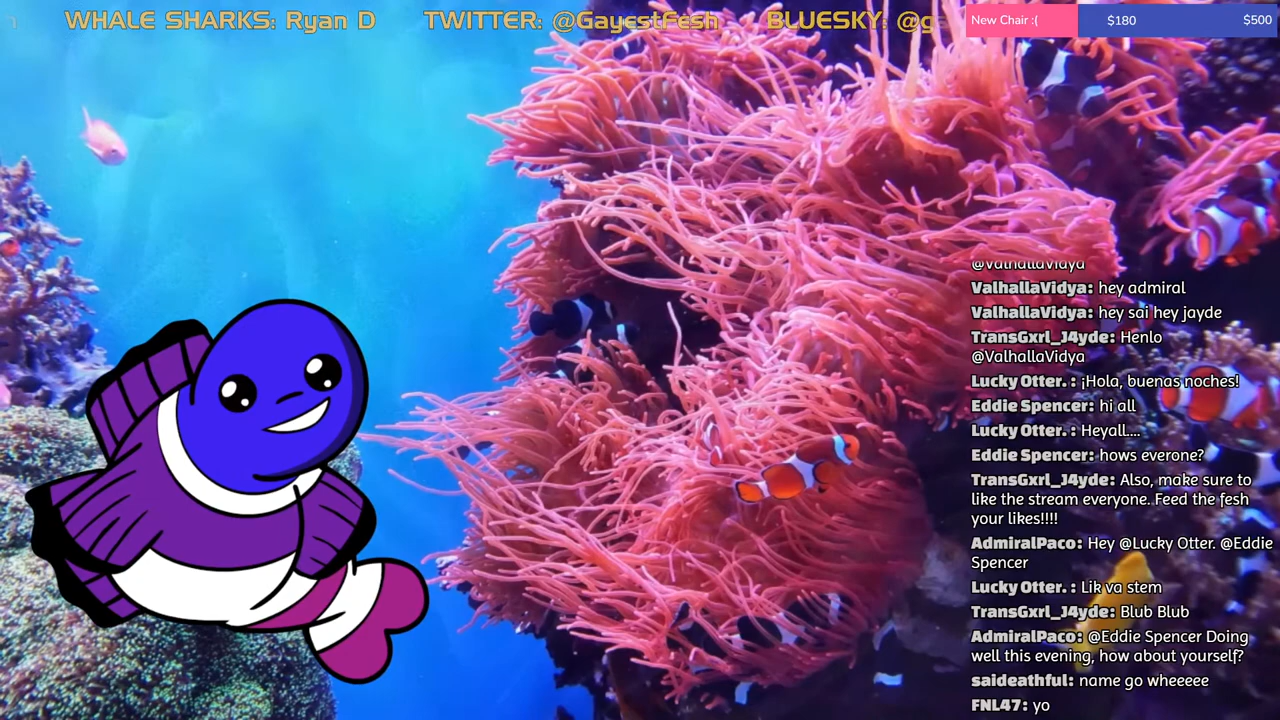 WHALE SHARKS: Ryan D TWITTER: @GayestFesh BLUESKY: @g
New Chair :( $180 $500
@ValhallaVidya
ValhallaVidya: hey admiral
ValhallaVidya: hey sai hey jayde
TransGxrl_J4yde: Henlo
@ValhallaVidya
Lucky Otter. : ¡Hola, buenas noches!
Eddie Spencer: hi all
Lucky Otter. : Heyall....
Eddie Spencer: hows everone?
TransGxrl_J4yde: Also, make sure to
like the stream everyone. Feed the fesh
your likes!!!!
AdmiralPaco: Hey @Lucky Otter. @Eddie
Spencer
Lucky Otter. : Lik va stem
TransGxrl_J4yde: Blub Blub
AdmiralPaco: @Eddie Spencer Doing
well this evening, how about yourself?
saideathful: name go wheeeee
FNL47: yo